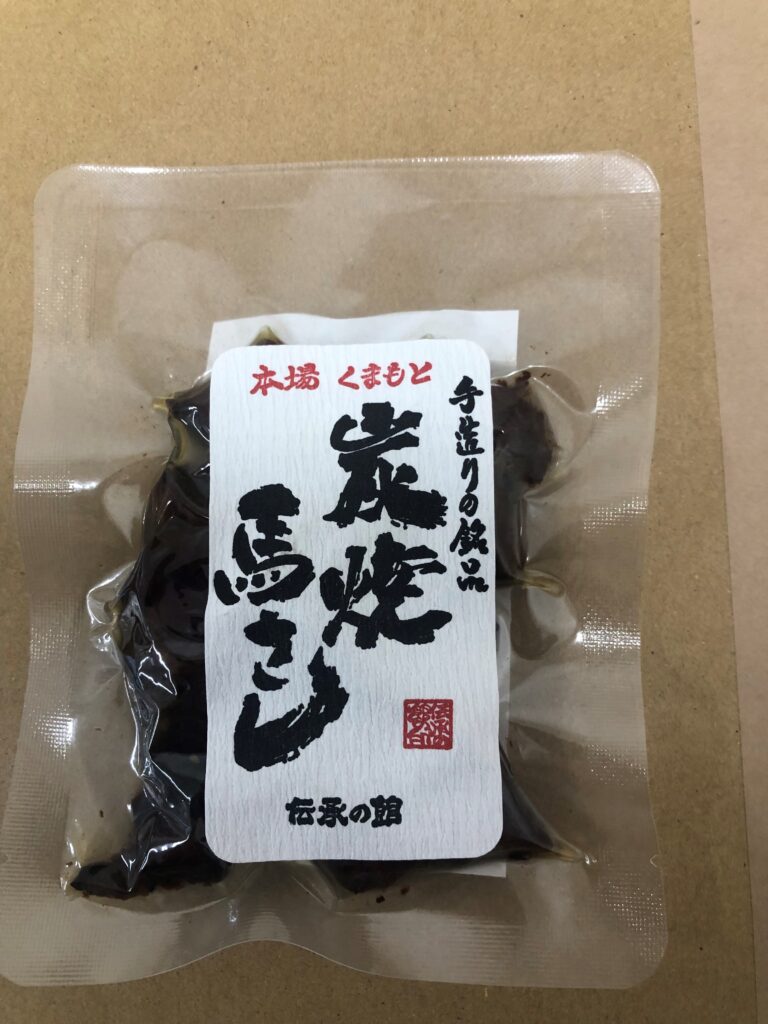 本場 くまもと
手造りの銘品
炭焼
馬さし
伝承の館